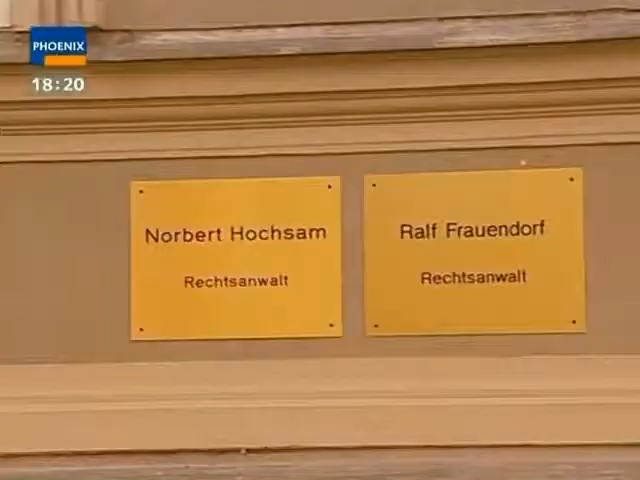 PHOENIX
18:20
Norbert Hochsam
Rechtsanwalt
Ralf Frauendorf
Rechtsanwalt